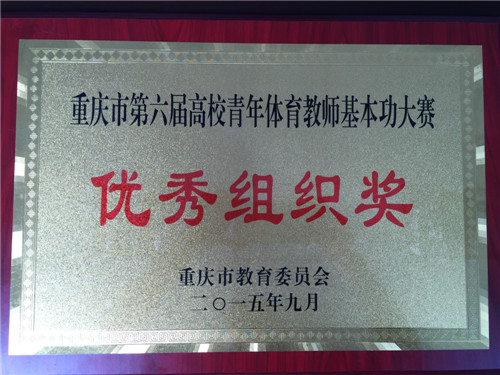 重庆市第六届高校青年体育教师基本功大赛
优秀组织奖
重庆市教育委员会
二〇一五年九月